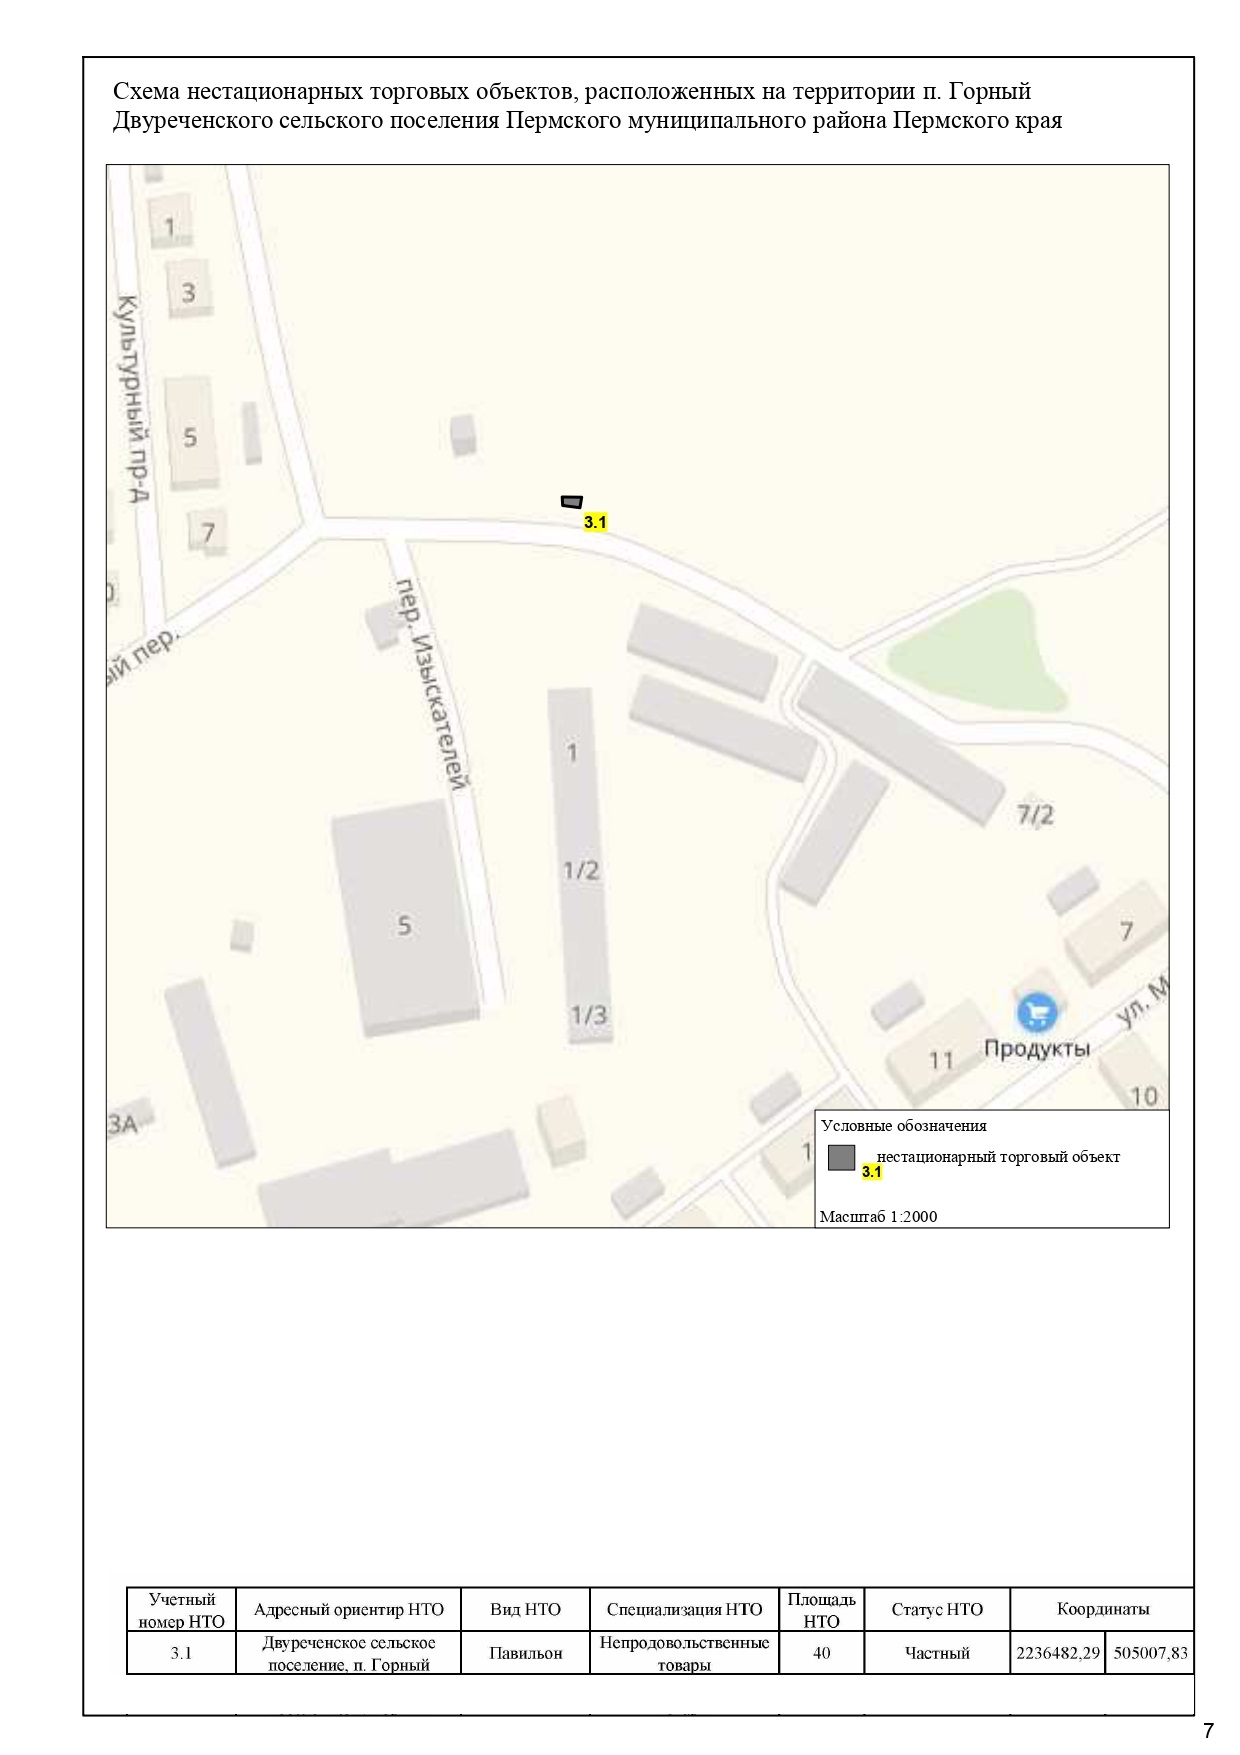 Схема нестационарных торговых объектов, расположенных на территории п. Горный
Двуреченского сельского поселения Пермского муниципального района Пермского края
1
3
Культурный пр-д
5
7
3.1
ый пер.
пер. Изыскателей
1
7/2
1/2
5
7
1/3
ул. М
Продукты
11
10
3А
1
Условные обозначения
нестационарный торговый объект
3.1
Масштаб 1:2000
Учетный номер НТО
Адресный ориентир НТО
Вид НТО
Специализация НТО
Площадь НТО
Статус НТО
Координаты
3.1
Двуреченское сельское
поселение, п. Горный
Павильон
Непродовольственные
товары
40
Частный
2236482,29
505007,83
7